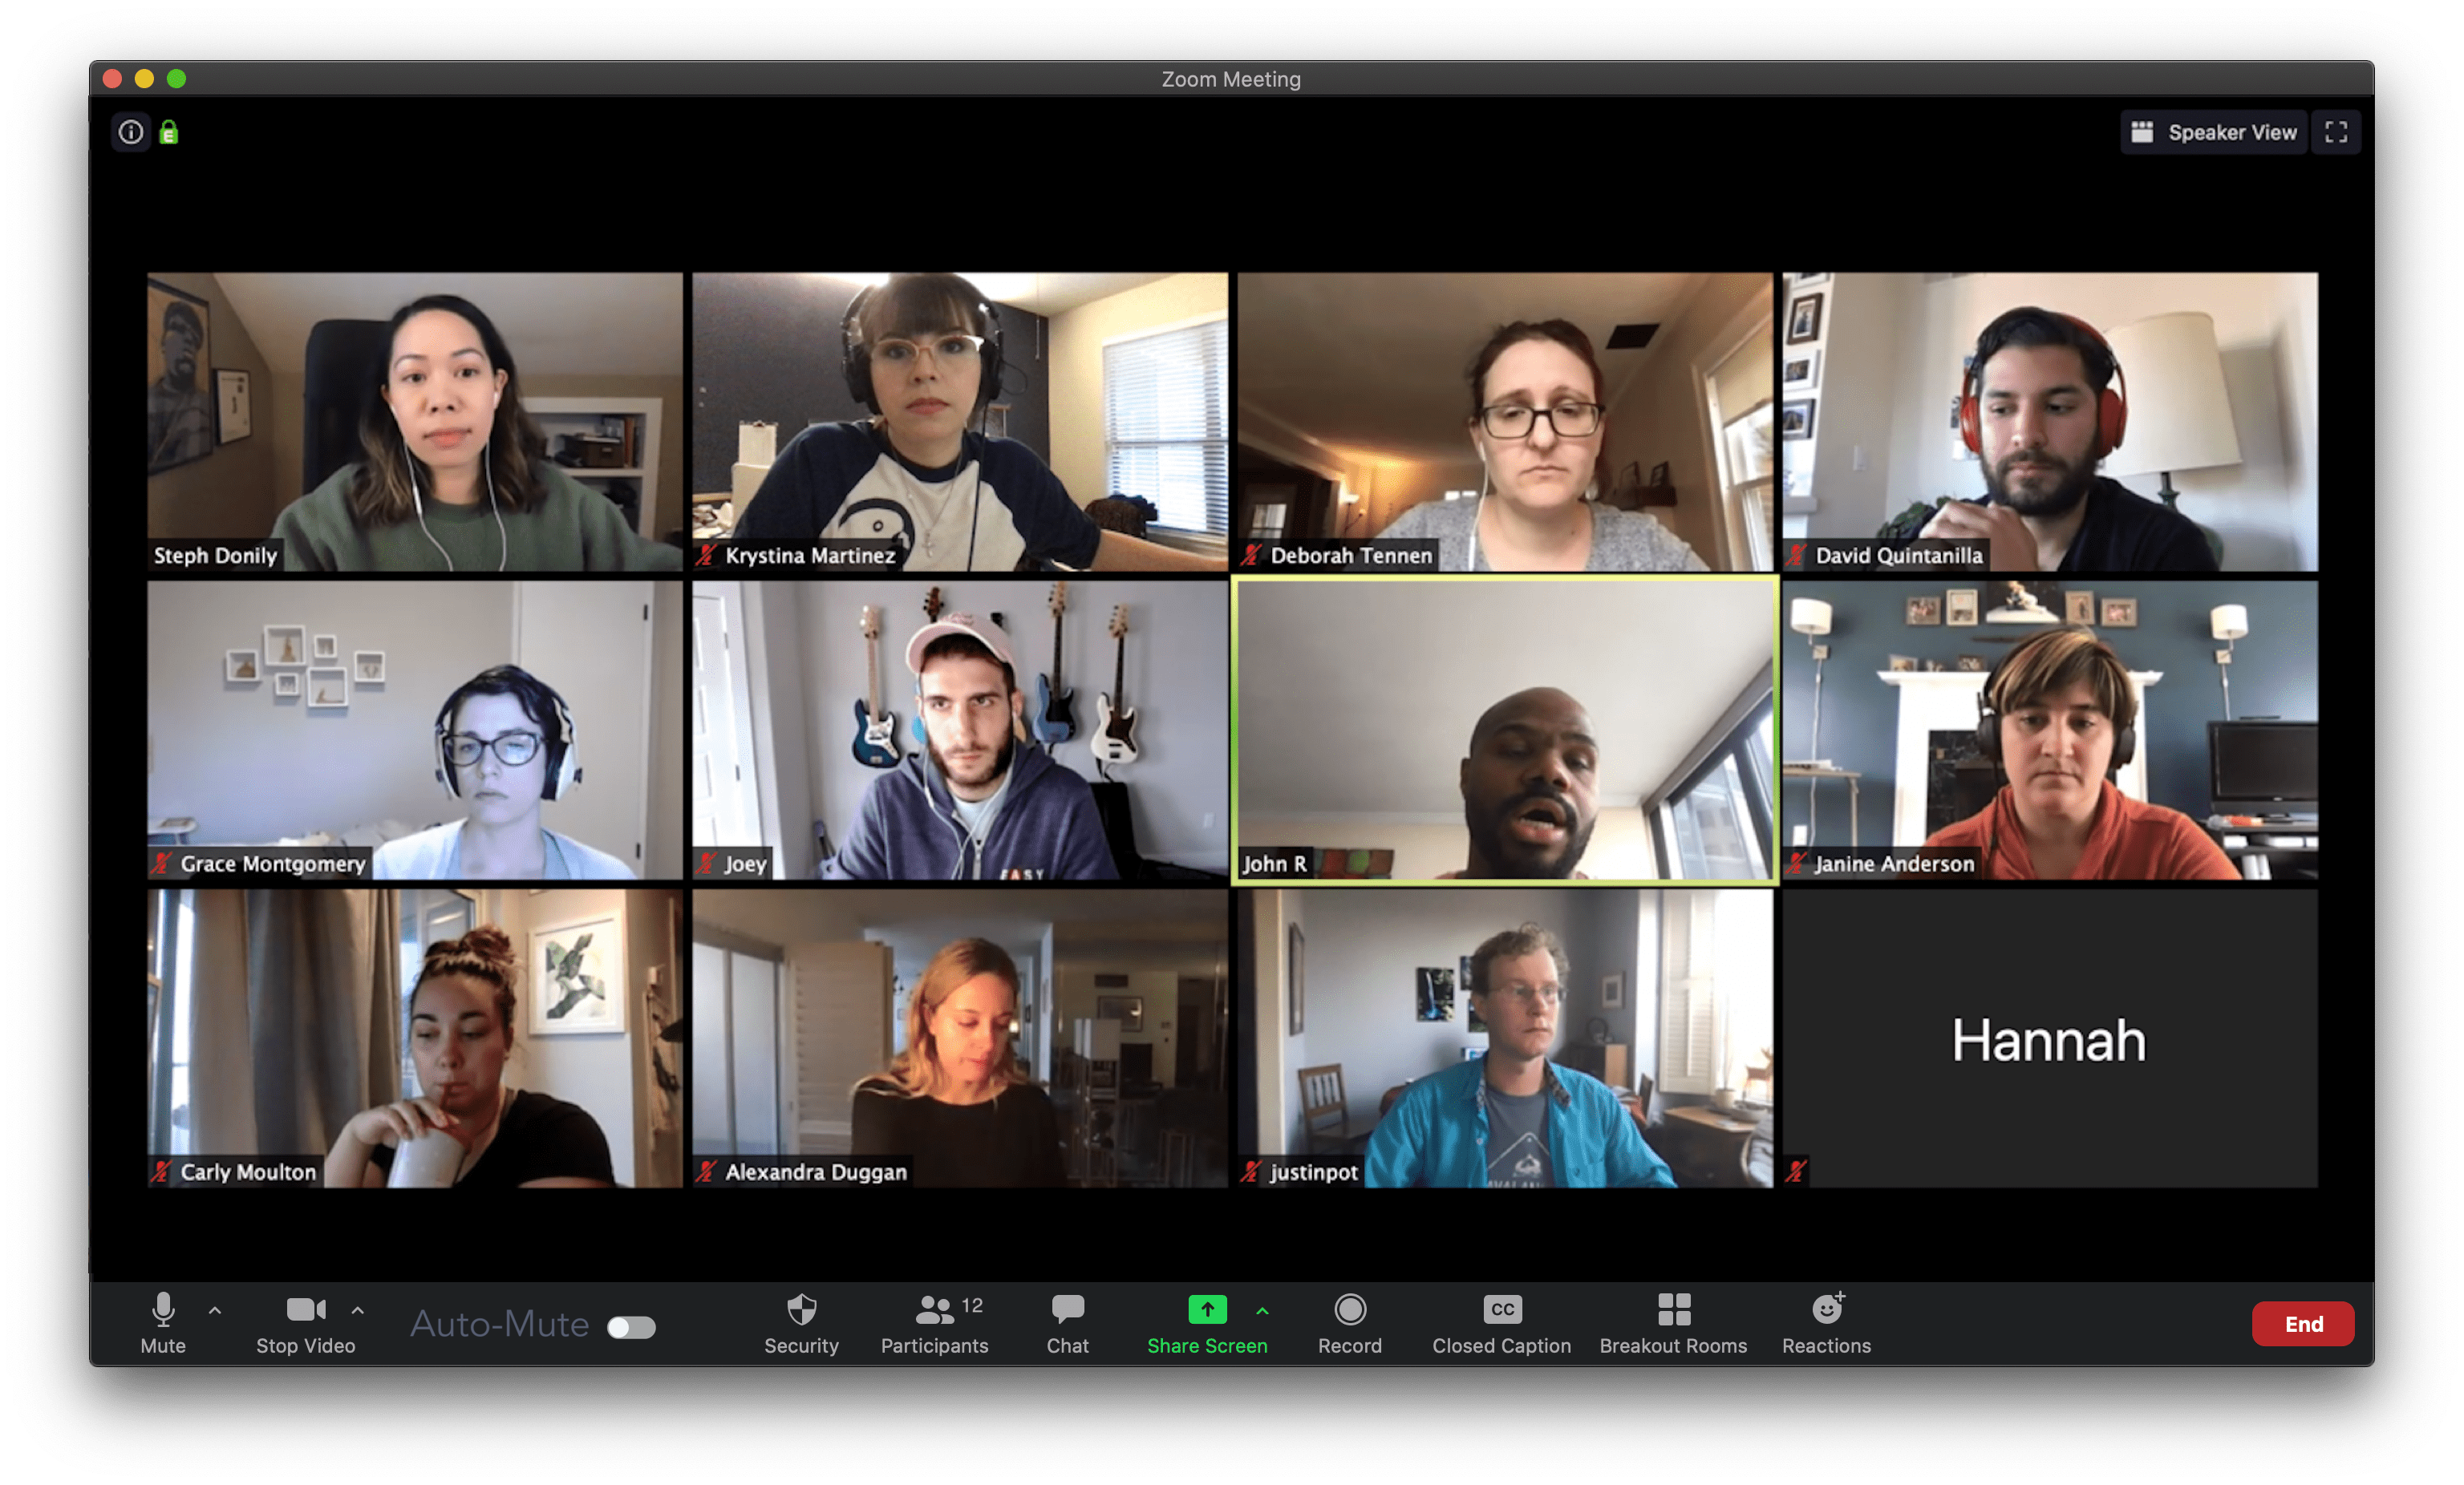 Zoom Meeting
Speaker View
Steph Donily
Krystina Martinez
Deborah Tennen
David Quintanilla
Grace Montgomery
Joey
EASY
John R
Janine Anderson
Carly Moulton
Alexandra Duggan
justinpot
Hannah
Mute
Stop Video
Auto-Mute
Security
12
Participants
Chat
Share Screen
Record
CC
Closed Caption
Breakout Rooms
Reactions
End